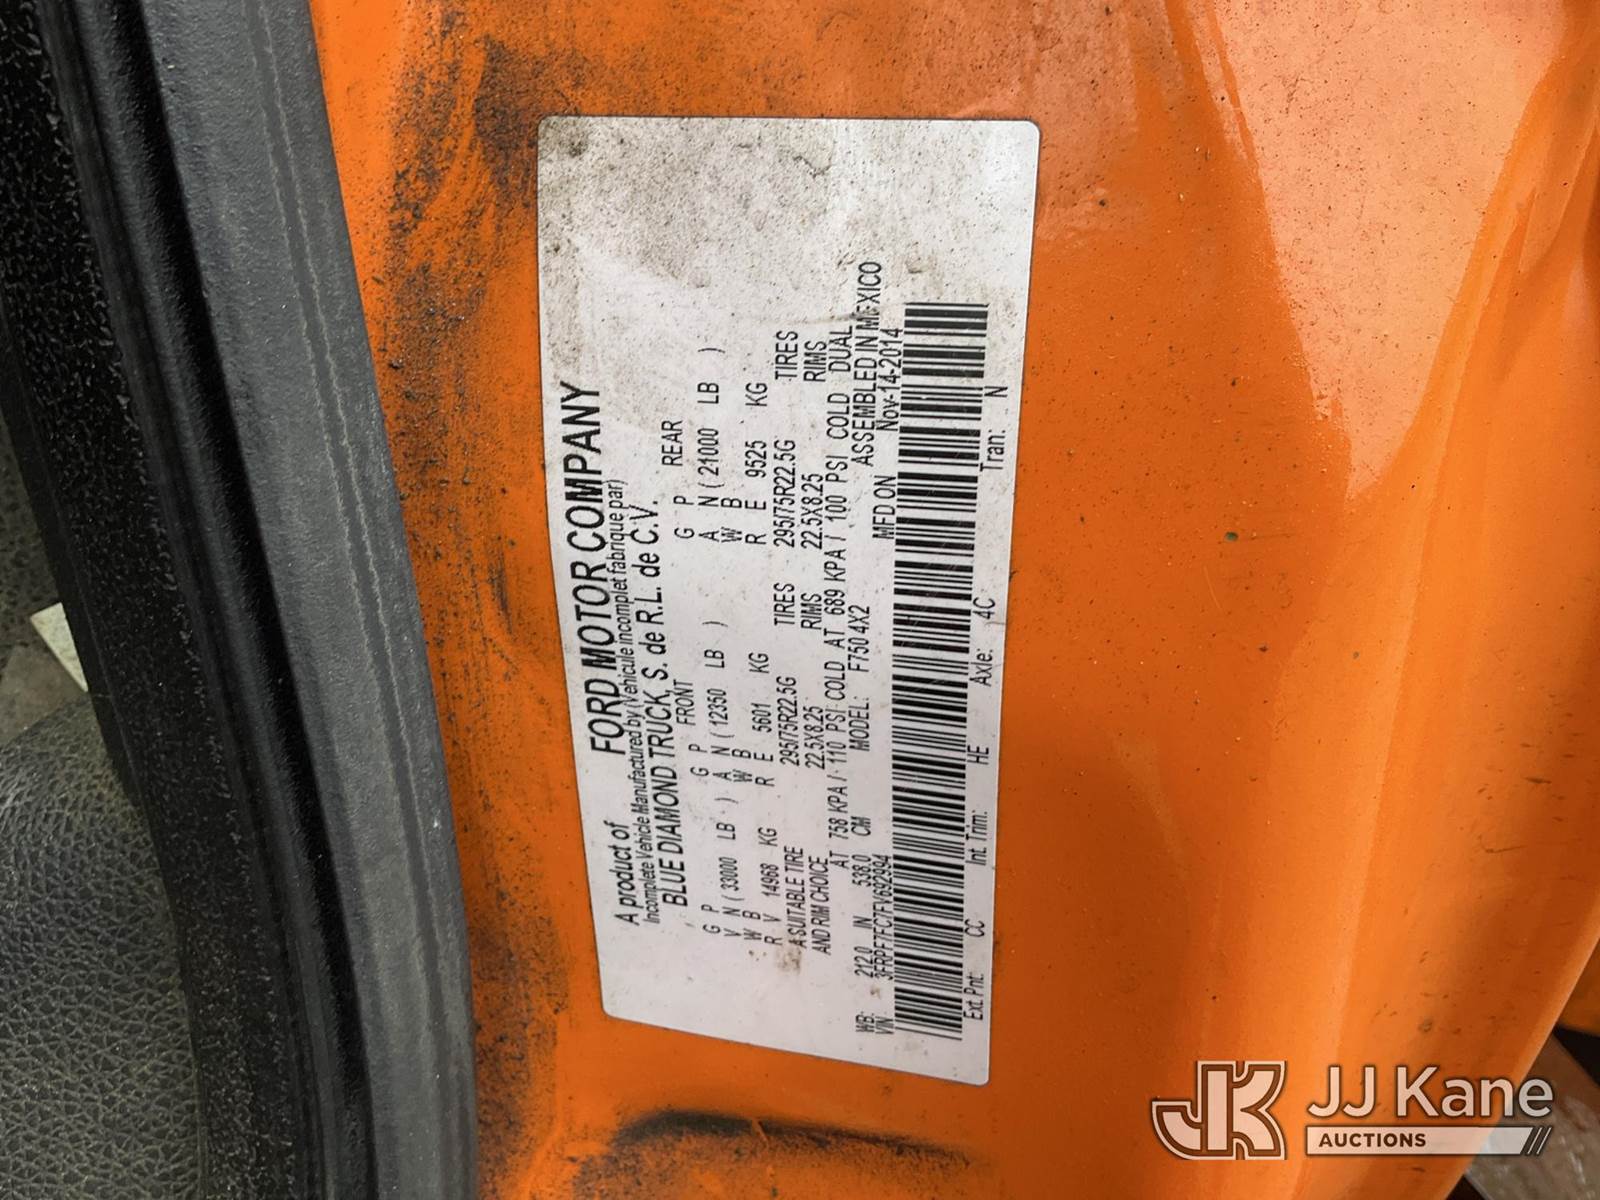 A product of FORD MOTOR COMPANY
Incomplete Vehicle Manufactured by (Vehicule incomplet fabrique par)
BLUE DIAMOND TRUCK, S. de R.L. de C.V.
FRONT REAR
G P G P G P
V N ( 33000 LB ) A N ( 12350 LB ) A N ( 21000 LB )
W B W B W B
R V 14968 KG R E 5601 KG R E 9525 KG
A SUITABLE TIRE 295/75R22.5G TIRES 295/75R22.5G TIRES
AND RIM CHOICE 22.5X8.25 RIMS 22.5X8.25 RIMS
AT 758 KPA / 110 PSI COLD AT 689 KPA / 100 PSI COLD DUAL
WB: 212.0 IN 538.0 CM MODEL: F750 4X2 ASSEMBLED IN MEXICO
VIN: 3FRPF7FC7FV692994 MFD ON Nov-14-2014
Ext. Pnt: CC Int. Trim: HE Axle: 4C Tran: N
JK JJ Kane
AUCTIONS